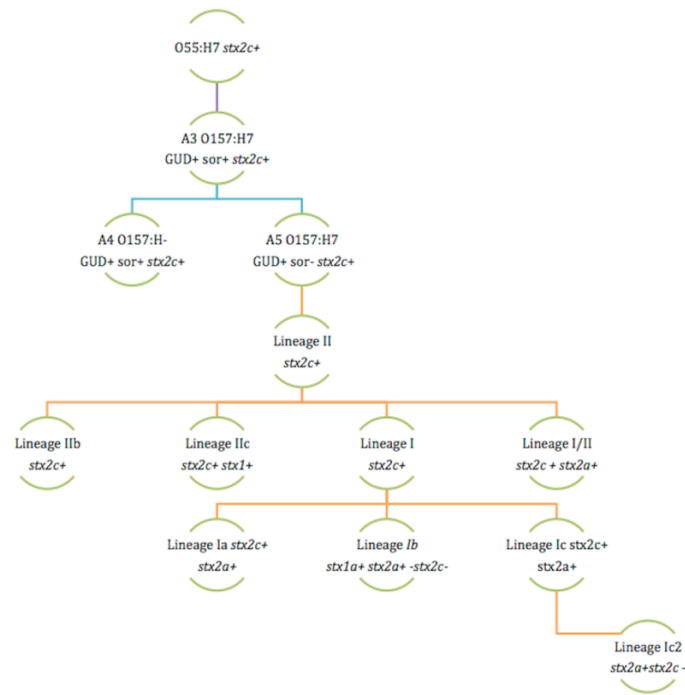 O55:H7 stx2c+
A3 O157:H7
GUD+ sor+ stx2c+
A4 O157:H-
GUD+ sor+ stx2c+
A5 O157:H7
GUD+ sor- stx2c+
Lineage II
stx2c+
Lineage IIb
stx2c+
Lineage IIc
stx2c+ stx1+
Lineage I
stx2c+
Lineage I/II
stx2c + stx2a+
Lineage Ia stx2c+
stx2a+
Lineage Ib
stx1a+ stx2a+ -stx2c-
Lineage Ic stx2c+
stx2a+
Lineage Ic2
stx2a+stx2c -